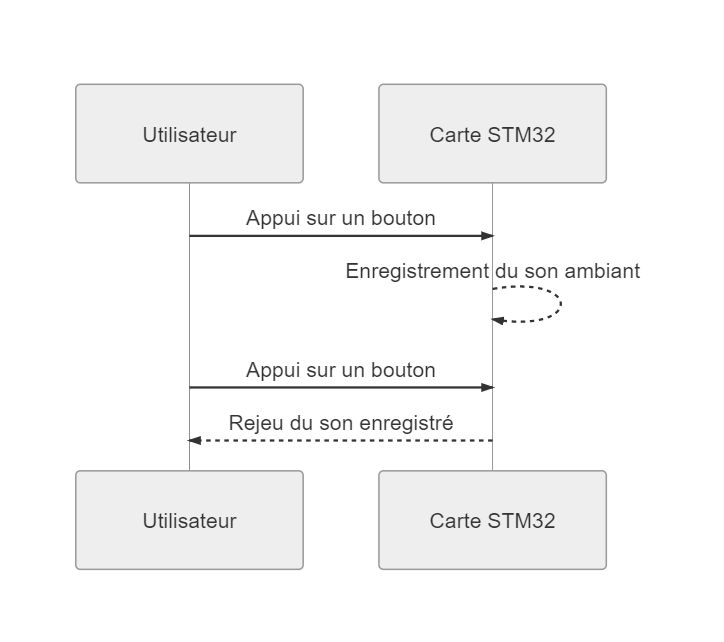 Utilisateur
Carte STM32
Appui sur un bouton
Enregistrement du son ambiant
Appui sur un bouton
Rejeu du son enregistré
Utilisateur
Carte STM32